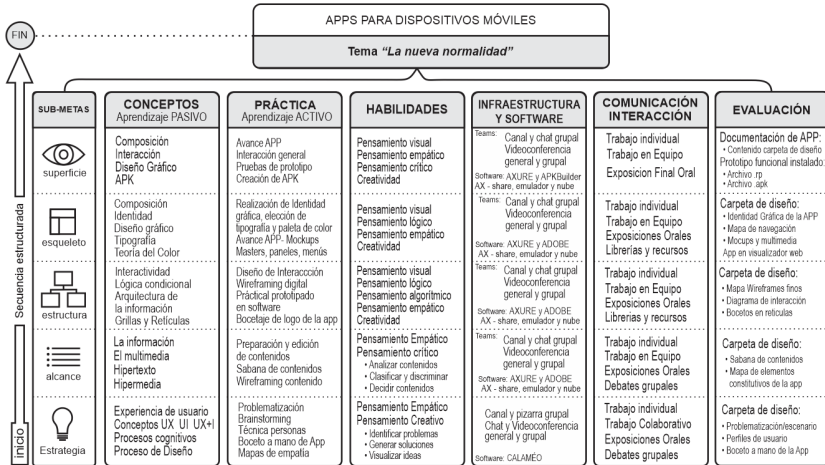 APPS PARA DISPOSITIVOS MÓVILES
FIN
Tema “La nueva normalidad”
Secuencia estructurada
inicio
SUB-METAS
CONCEPTOS
Aprendizaje PASIVO
PRÁCTICA
Aprendizaje ACTIVO
HABILIDADES
INFRAESTRUCTURA
Y SOFTWARE
COMUNICACIÓN
INTERACCIÓN
EVALUACIÓN
superficie
Composición
Interacción
Diseño Gráfico
APK
Avance APP
Interacción general
Pruebas de prototipo
Creación de APK
Pensamiento visual
Pensamiento empático
Pensamiento crítico
Creatividad
Teams: Canal y chat grupal
Videoconferencia
general y grupal
Software: AXURE y APKBuilder
AX - share, emulador y nube
Trabajo individual
Trabajo en Equipo
Exposicion Final Oral
Documentación de APP:
• Contenido carpeta de diseño
Prototipo funcional instalado:
• Archivo .rp
• Archivo .apk
esqueleto
Composición
Identidad
Diseño gráfico
Tipografía
Teoría del Color
Realización de Identidad
gráfica, elección de
tipografía y paleta de color
Avance APP- Mockups
Masters, paneles, menús
Pensamiento visual
Pensamiento lógico
Pensamiento empático
Creatividad
Teams: Canal y chat grupal
Videoconferencia
general y grupal
Software: AXURE y ADOBE
AX - share, emulador y nube
Trabajo individual
Trabajo en Equipo
Exposiciones Orales
Librerías y recursos
Carpeta de diseño:
• Identidad Gráfica de la APP
• Mapa de navegación
• Mocups y multimedia
App en visualizador web
estructura
Interactividad
Lógica condicional
Arquitectura de
la información
Grillas y Retículas
Diseño de Interaccción
Wireframing digital
Práctical prototipado
en software
Bocetaje de logo de la app
Pensamiento visual
Pensamiento lógico
Pensamiento algorítmico
Pensamiento empático
Creatividad
Teams: Canal y chat grupal
Videoconferencia
general y grupal
Software: AXURE y ADOBE
AX - share, emulador y nube
Trabajo individual
Trabajo en Equipo
Exposiciones Orales
Librerias y recursos
Carpeta de diseño:
• Mapa Wireframes finos
• Diagrama de interacción
• Bocetos en reticulas
alcance
La información
El multimedia
Hipertexto
Hipermedia
Preparación y edición
de contenidos
Sabana de contenidos
Wireframing contenido
Pensamiento Empático
Pensamiento crítico
• Analizar contenidos
• Clasificar y discriminar
• Decidir contenidos
Teams: Canal y chat grupal
Videoconferencia
general y grupal
Software: AXURE y ADOBE
AX - share, emulador y nube
Trabajo individual
Trabajo en Equipo
Exposiciones Orales
Debates grupales
Carpeta de diseño:
• Sabana de contenidos
• Mapa de elementos
constitutivos de la app
Estrategia
Experiencia de usuario
Conceptos UX UI UX+I
Procesos cognitivos
Proceso de Diseño
Problematización
Brainstorming
Técnica personas
Boceto a mano de App
Mapas de empatía
Pensamiento Empático
Pensamiento Creativo
• Identificar problemas
• Generar soluciones
• Visualizar ideas
Canal y pizarra grupal
Chat y Videoconferencia
general y grupal
Software: CALAMÉO
Trabajo individual
Trabajo Colaborativo
Exposiciones Orales
Debates grupales
Carpeta de diseño:
• Problematización/escenario
• Perfiles de usuario
• Boceto a mano de la App